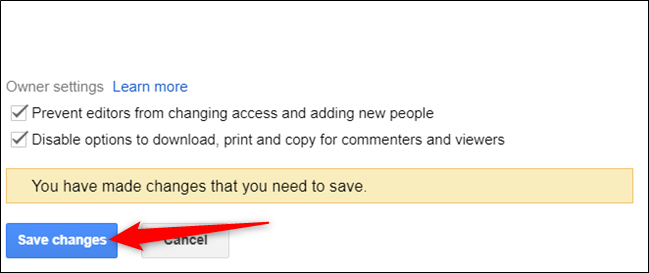 Owner settings Learn more
Prevent editors from changing access and adding new people
Disable options to download, print and copy for commenters and viewers
You have made changes that you need to save.
Save changes Cancel